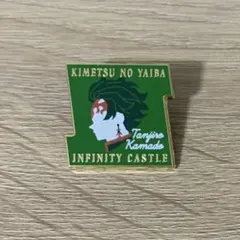 KIMETSU NO YAIBA
Tanjiro
Kamado
INFINITY CASTLE